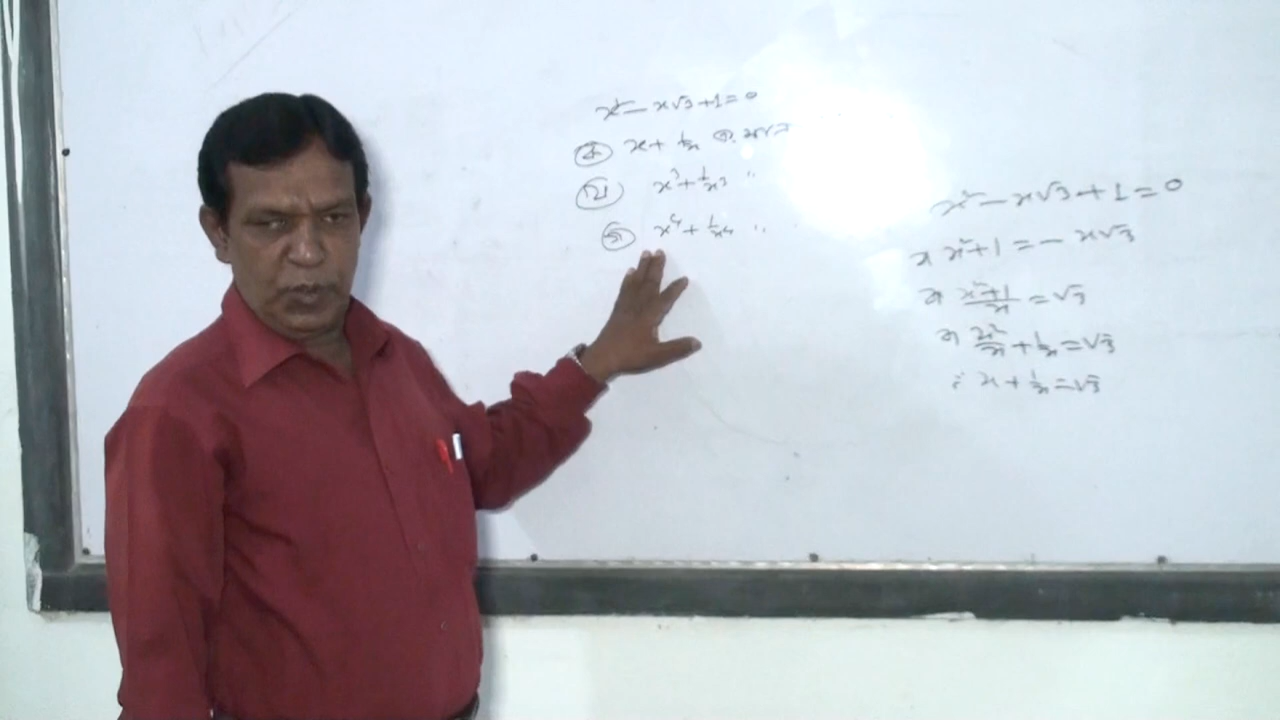 x² - x√3 + 1 = 0
ক x + 1/x
খ x³ + 1/x³ "
গ x⁴ + 1/x⁴ "
x² - x√3 + 1 = 0
x² + 1 = - x√3
বা x²+1/x = √3
বা x²/x + 1/x = √3
∴ x + 1/x = √3